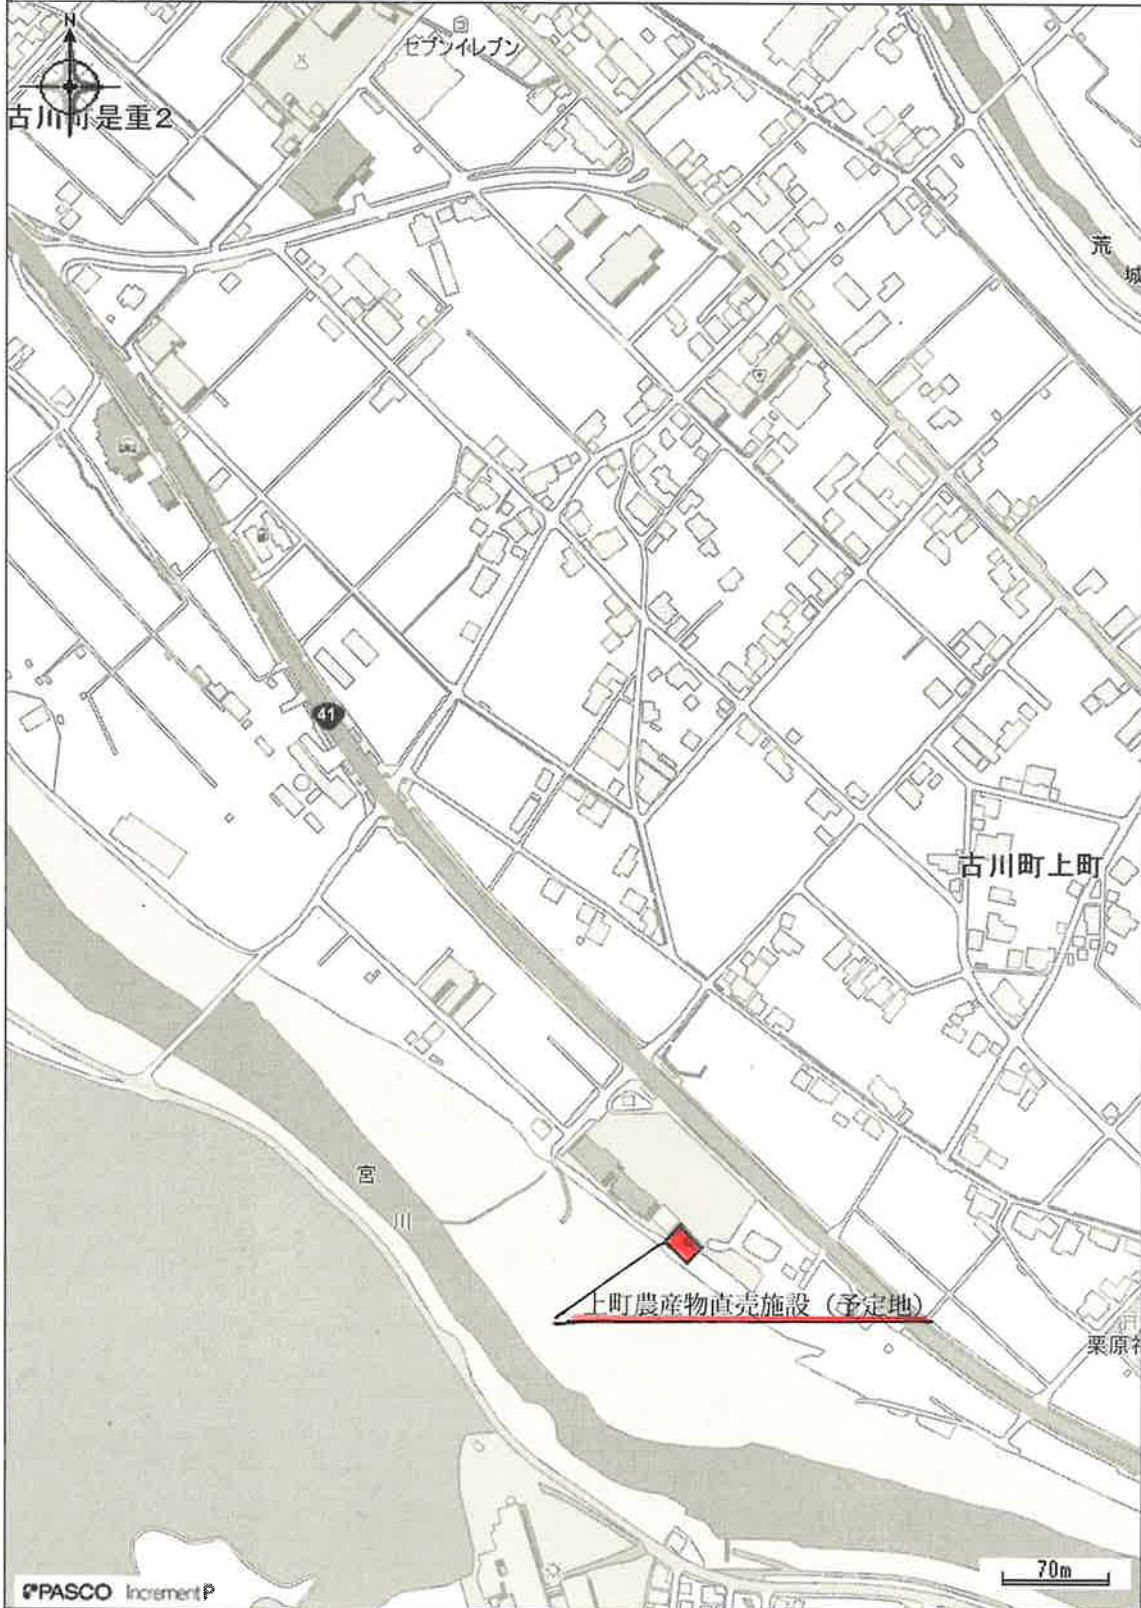 N
ゼブンイレブン
古川町是重2
荒
城
41
古川町上町
宮
川
上町農産物直売施設（予定地）
栗原神
70m
PASCO Increment P